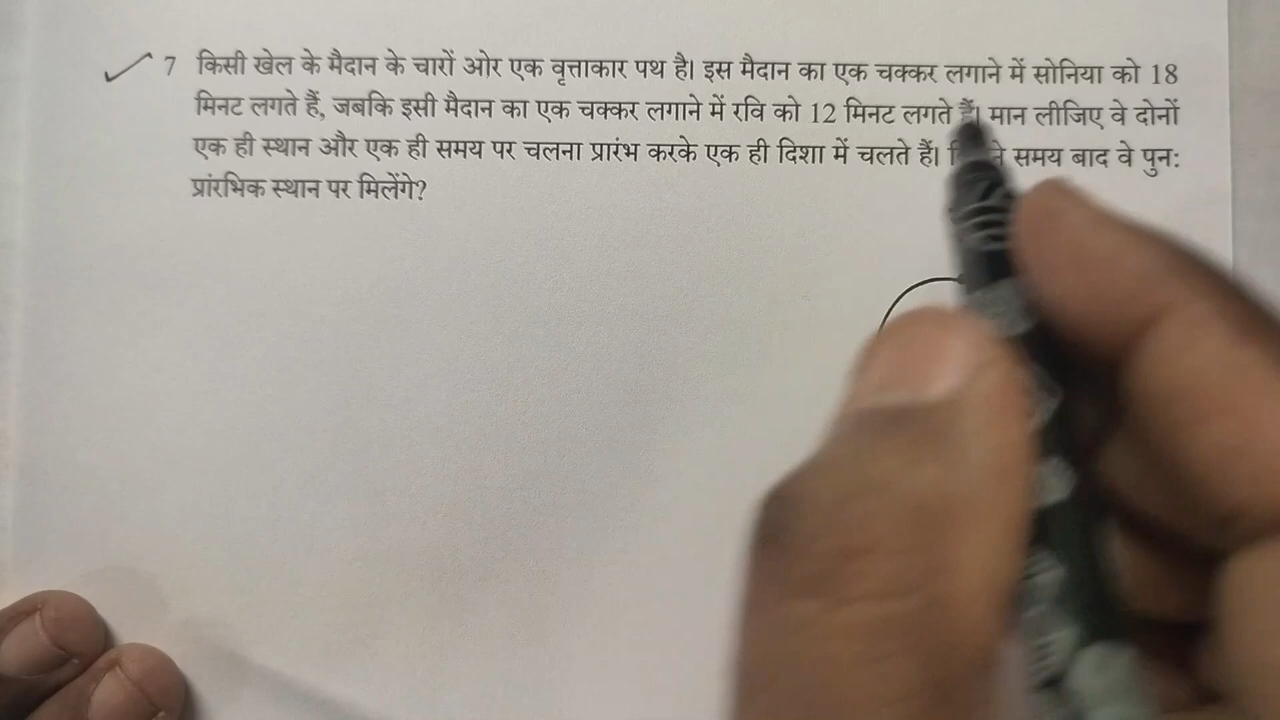 7 किसी खेल के मैदान के चारों ओर एक वृत्ताकार पथ है। इस मैदान का एक चक्कर लगाने में सोनिया को 18
मिनट लगते हैं, जबकि इसी मैदान का एक चक्कर लगाने में रवि को 12 मिनट लगते हैं। मान लीजिए वे दोनों
एक ही स्थान और एक ही समय पर चलना प्रारंभ करके एक ही दिशा में चलते हैं। समय बाद वे पुन:
प्रांरभिक स्थान पर मिलेंगे?